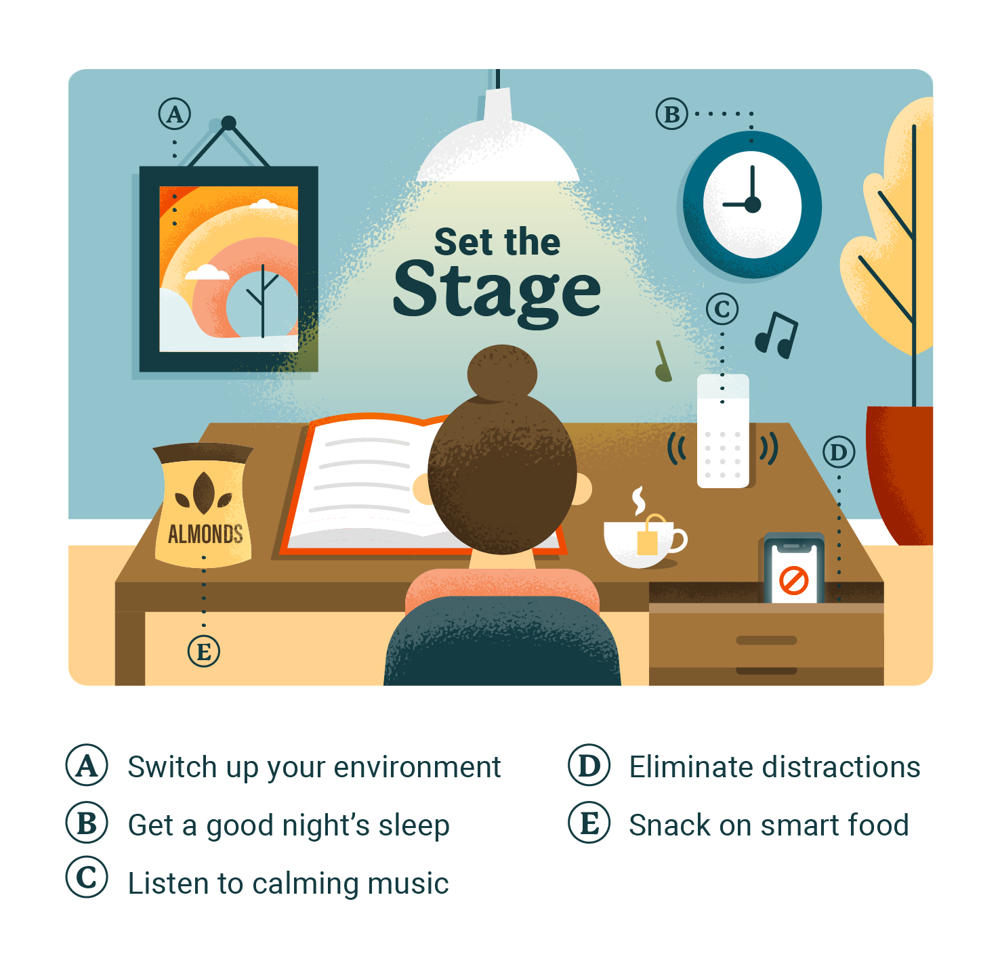 A
B
Set the
Stage
C
D
ALMONDS
E
A Switch up your environment
B Get a good night’s sleep
C Listen to calming music
D Eliminate distractions
E Snack on smart food